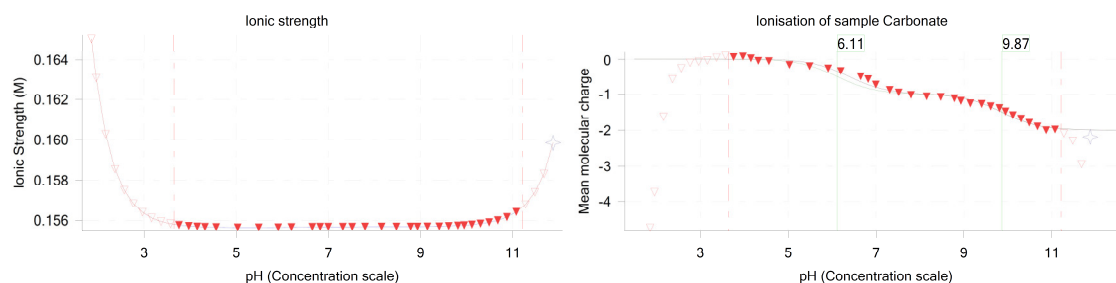 Ionic strength
0.164
0.162
0.160
0.158
0.156
Ionic Strength (M)
3 5 7 9 11
pH (Concentration scale)
Ionisation of sample Carbonate
6.11 9.87
0
-1
-2
-3
-4
Mean molecular charge
3 5 7 9 11
pH (Concentration scale)